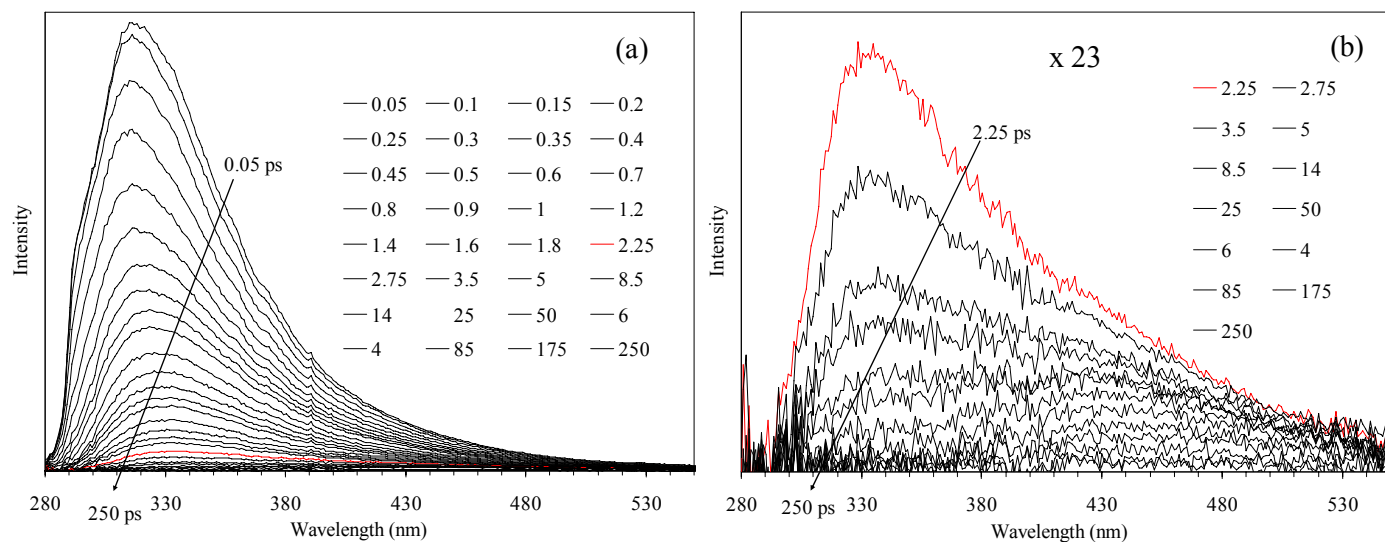 (a)
0.05 0.1 0.15 0.2
0.25 0.3 0.35 0.4
0.45 0.5 0.6 0.7
0.8 0.9 1 1.2
1.4 1.6 1.8 2.25
2.75 3.5 5 8.5
14 25 50 6
4 85 175 250
0.05 ps
250 ps
Intensity
280 330 380 430 480 530
Wavelength (nm)
(b)
x 23
2.25 2.75
3.5 5
8.5 14
25 50
6 4
85 175
250
2.25 ps
250 ps
Intensity
280 330 380 430 480 530
Wavelength (nm)